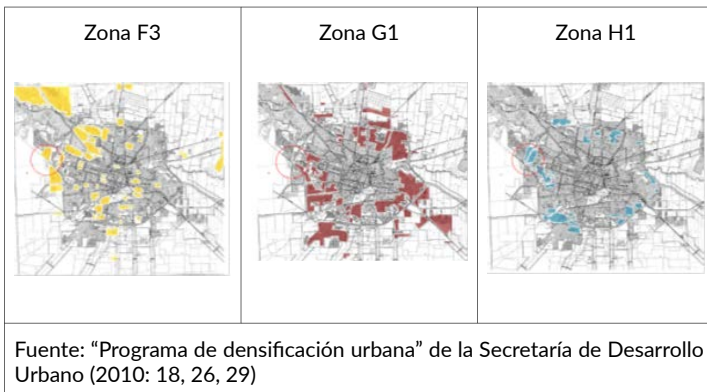 Zona F3
Zona G1
Zona H1
Fuente: “Programa de densificación urbana” de la Secretaría de Desarrollo
Urbano (2010: 18, 26, 29)